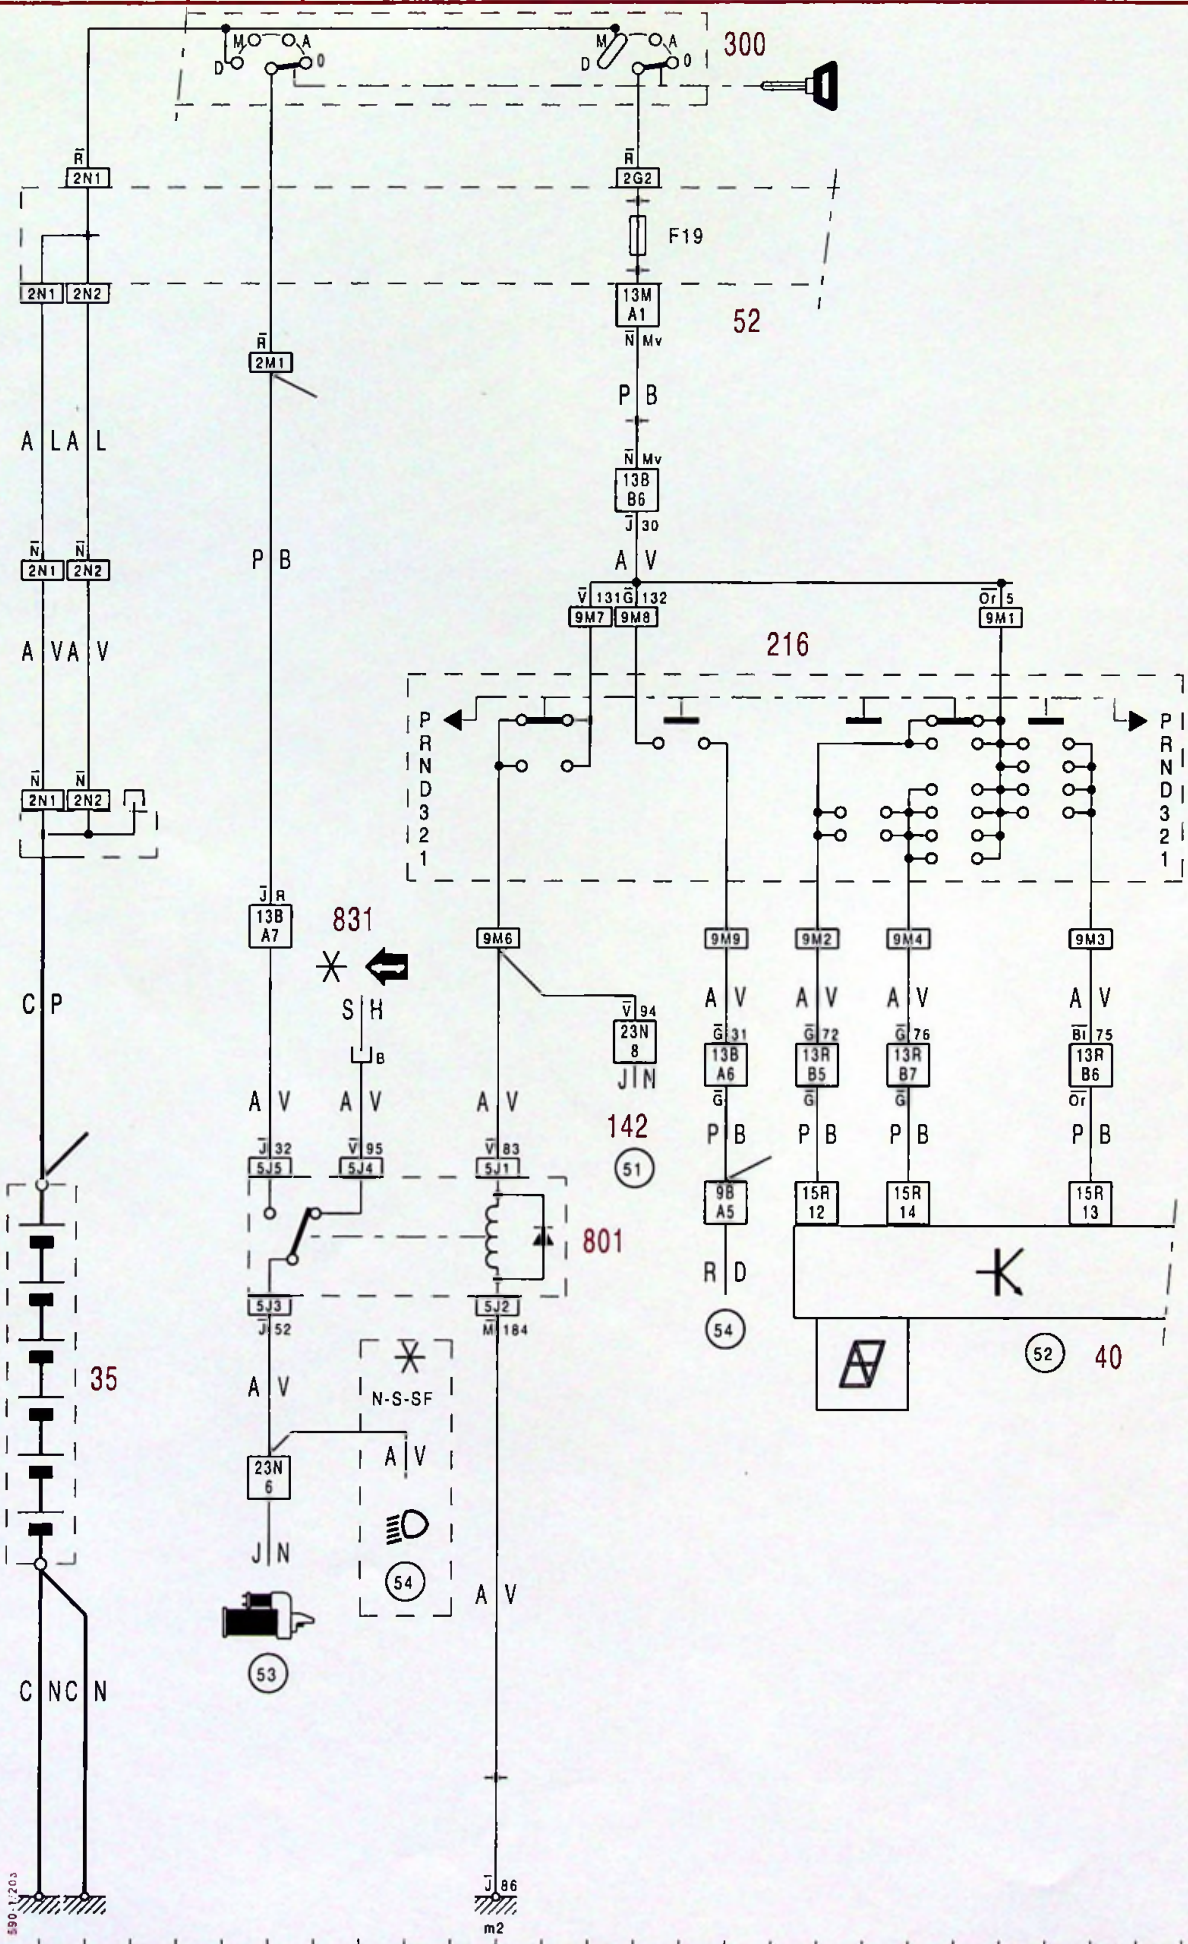 M A M A 300
D 0 D 0
R̄ R̄
2N1 2G2
F19
2N1 2N2 13M
A1 52
R̄ N̄ Mv
2M1
P B
A L A L N̄ Mv
13B
B6
J̄ 30
N̄ N̄
2N1 2N2 P B A V
V̄ 131 Ḡ 132 Ōr 5
9M7 9M8 9M1
A V A V 216
P P
R R
N̄ N̄ N N
2N1 2N2 D D
3 3
2 2
1 1
J̄ R
13B
A7 831 9M6 9M9 9M2 9M4 9M3
C P S H A V A V A V A V
V̄ 94 Ḡ 31 Ḡ 72 Ḡ 76 B̄l 75
B 23N 13B 13R 13R 13R
8 A6 B5 B7 B6
J N Ḡ Ḡ Ḡ Ōr
A V A V A V
142 P B P B P B P B
J̄ 32 V̄ 95 V̄ 83
5J5 5J4 5J1 51
9B 15R 15R 15R
A5 12 14 13
801
R D
5J3 5J2
J̄ 52 M̄ 184 54
52 40
35
A V N-S-SF
A V
23N
6
J N
54
A V
53
C N C N
J̄ 86
m2